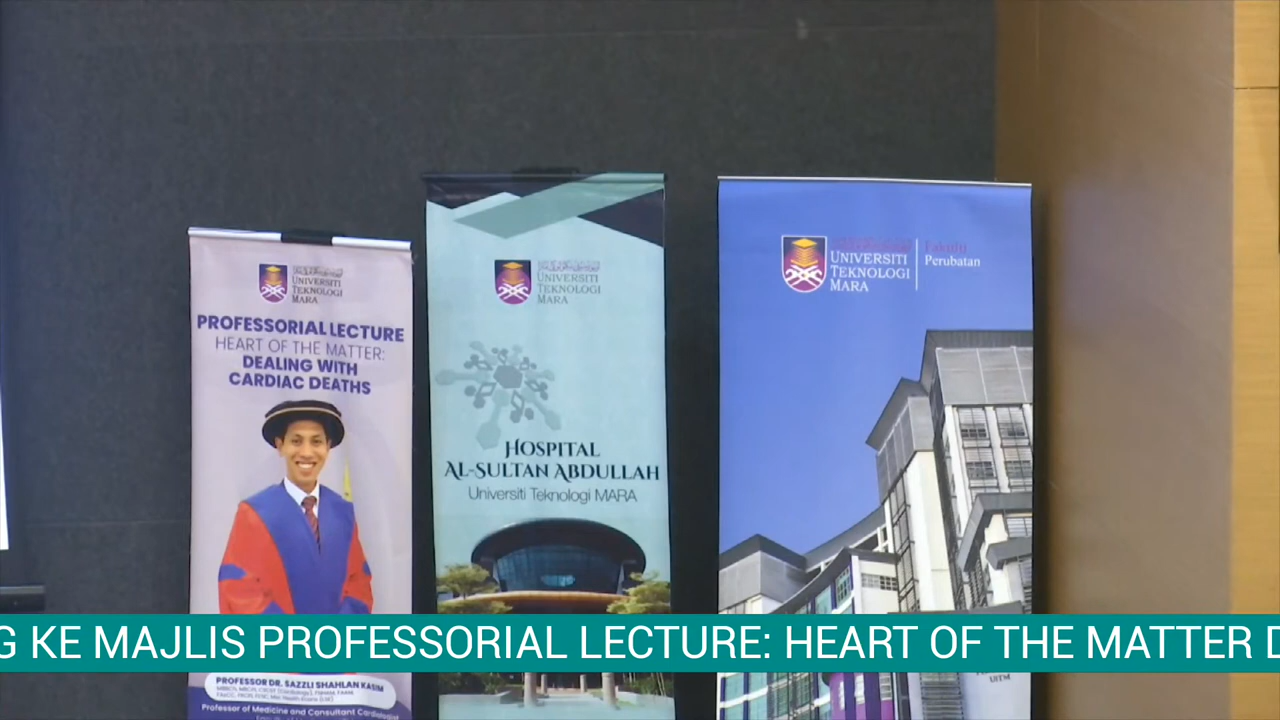 UNIVERSITI
TEKNOLOGI
MARA
PROFESSORIAL LECTURE
HEART OF THE MATTER:
DEALING WITH
CARDIAC DEATHS
UNIVERSITI
TEKNOLOGI
MARA
HOSPITAL
AL-SULTAN ABDULLAH
Universiti Teknologi MARA
UNIVERSITI
TEKNOLOGI
MARA
Fakulti
Perubatan
G KE MAJLIS PROFESSORIAL LECTURE: HEART OF THE MATTER D
PROFESSOR DR. SAZZLI SHAHLAN KASIM
Professor of Medicine and Consultant Cardiologist
UiTM